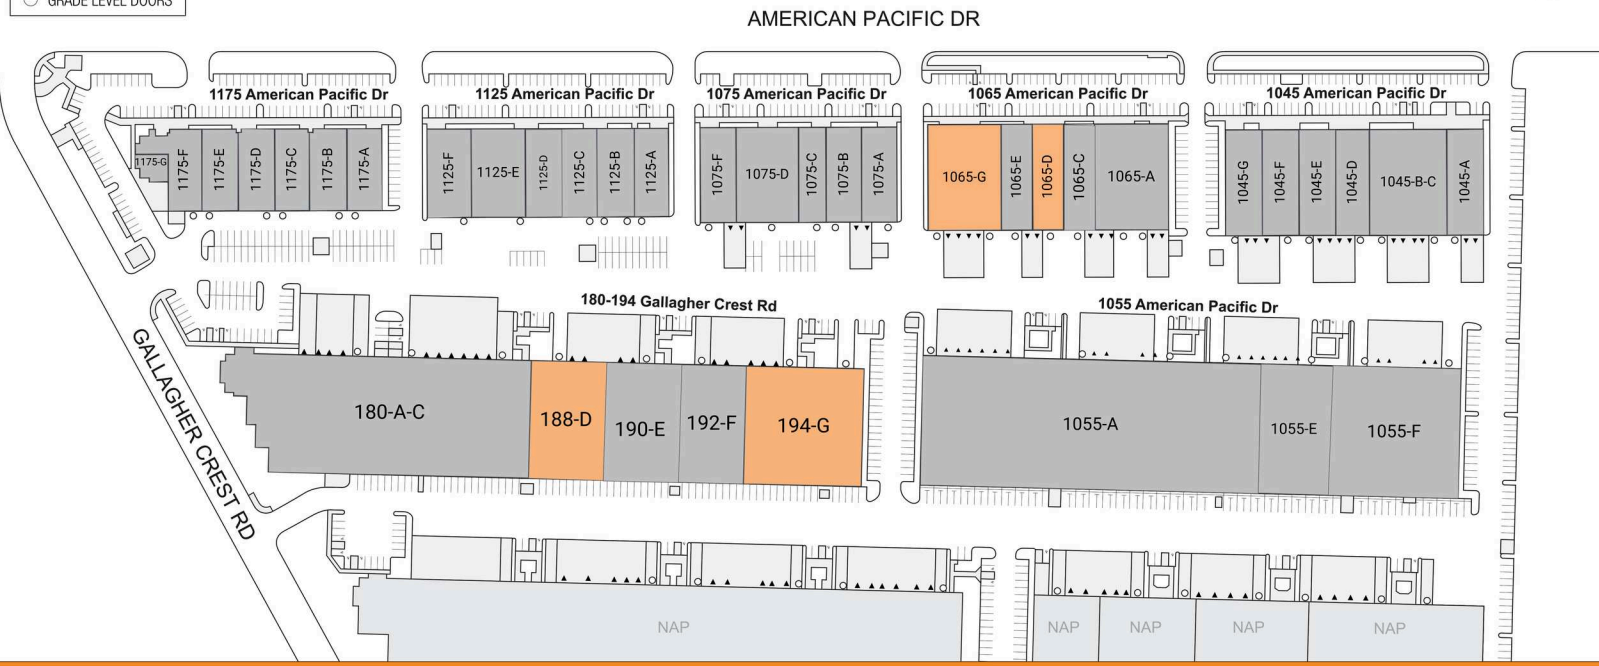 GRADE LEVEL DOORS
AMERICAN PACIFIC DR
1175 American Pacific Dr
1125 American Pacific Dr
1075 American Pacific Dr
1065 American Pacific Dr
1045 American Pacific Dr
1175-G
1175-F
1175-E
1175-D
1175-C
1175-B
1175-A
1125-F
1125-E
1125-D
1125-C
1125-B
1125-A
1075-F
1075-D
1075-C
1075-B
1075-A
1065-G
1065-E
1065-D
1065-C
1065-A
1045-G
1045-F
1045-E
1045-D
1045-B-C
1045-A
180-194 Gallagher Crest Rd
1055 American Pacific Dr
GALLAGHER CREST RD
180-A-C
188-D
190-E
192-F
194-G
1055-A
1055-E
1055-F
NAP
NAP
NAP
NAP
NAP